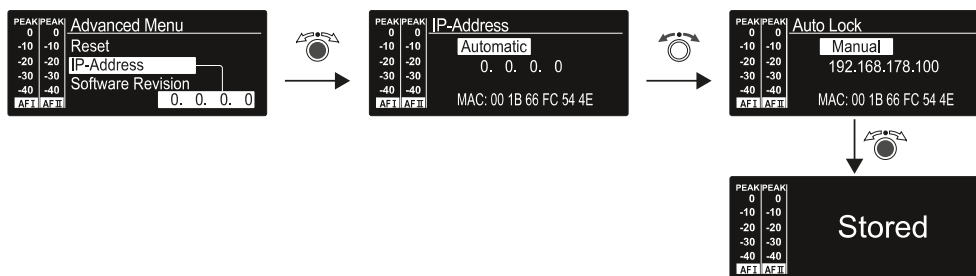 PEAK PEAK Advanced Menu
0 0
-10 -10 Reset
-20 -20 IP-Address
-30 -30 Software Revision
-40 -40 0. 0. 0. 0
AF I AF II
PEAK PEAK IP-Address
0 0
-10 -10 Automatic
-20 -20 0. 0. 0. 0
-30 -30
-40 -40 MAC: 00 1B 66 FC 54 4E
AF I AF II
PEAK PEAK Auto Lock
0 0
-10 -10 Manual
-20 -20 192.168.178.100
-30 -30
-40 -40 MAC: 00 1B 66 FC 54 4E
AF I AF II
PEAK PEAK
0 0
-10 -10
-20 -20 Stored
-30 -30
-40 -40
AF I AF II